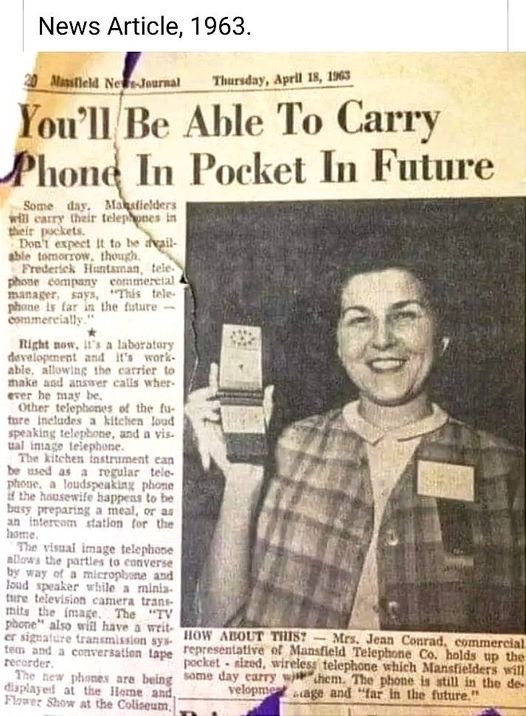 News Article, 1963.
20 Mansfield News-Journal Thursday, April 18, 1963
You'll Be Able To Carry
Phone In Pocket In Future
Some day, Mansfielders
will carry their telephones in
their pockets.
Don't expect it to be avail-
able tomorrow, though.
Frederick Huntsman, tele-
phone company commercial
manager, says, "This tele-
phone is far in the future —
commercially."
★
Right now, it's a laboratory
development and it's work-
able, allowing the carrier to
make and answer calls wher-
ever he may be.
Other telephones of the fu-
ture includes a kitchen loud
speaking telephone, and a vis-
ual image telephone.
The kitchen instrument can
be used as a regular tele-
phone, a loudspeaking phone
if the housewife happens to be
busy preparing a meal, or as
an intercom station for the
home.
The visual image telephone
allows the parties to converse
by way of a microphone and
loud speaker while a minia-
ture television camera trans-
mits the image. The "TV
phone" also will have a writ-
er signature transmission sys-
tem and a conversation tape
recorder.
The new phones are being
displayed at the Home and
Flower Show at the Coliseum,
HOW ABOUT THIS? — Mrs. Jean Conrad, commercial
representative of Mansfield Telephone Co. holds up the
pocket-sized, wireless telephone which Mansfielders will
some day carry with them. The phone is still in the de-
velopment stage and "far in the future."